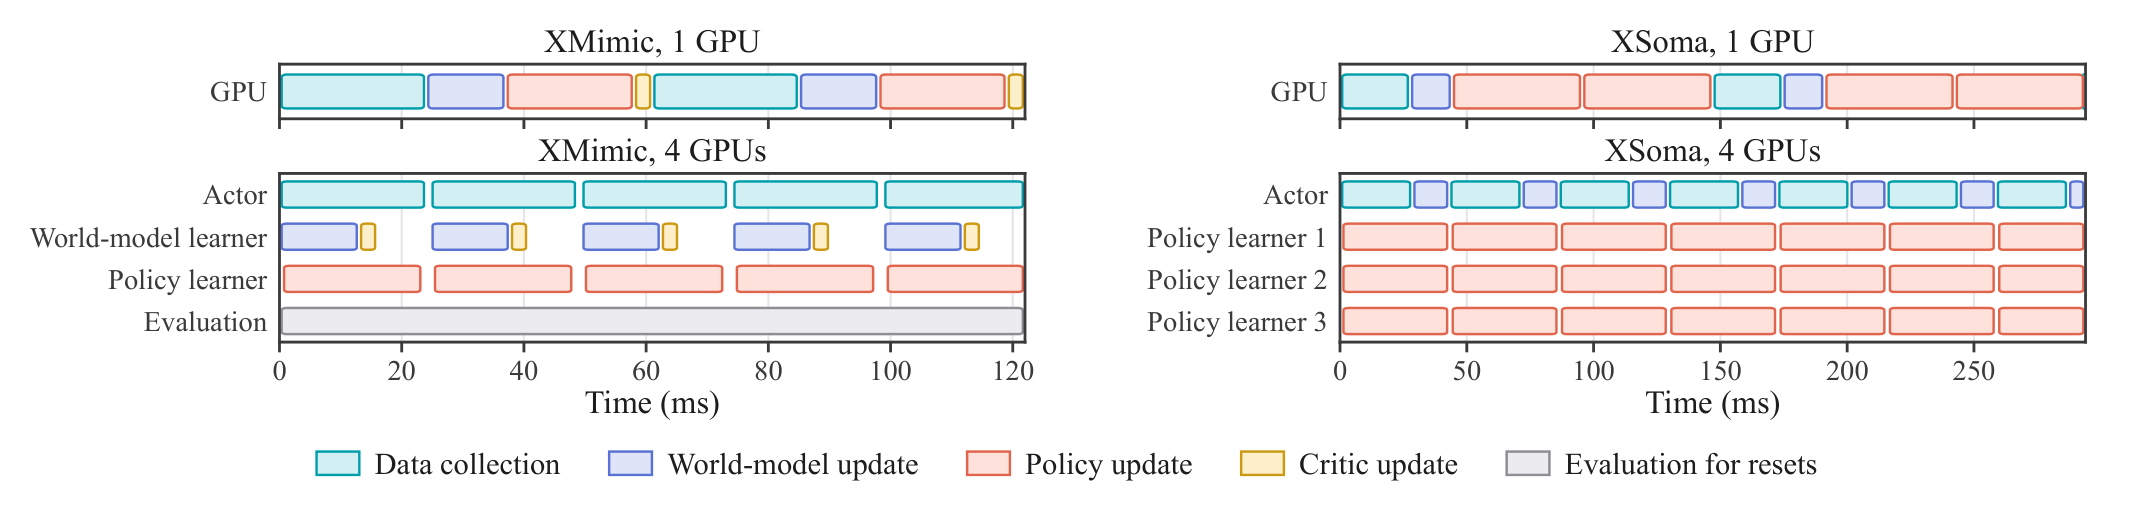 XMimic, 1 GPU
GPU
XMimic, 4 GPUs
Actor
World-model learner
Policy learner
Evaluation
0 20 40 60 80 100 120
Time (ms)
XSoma, 1 GPU
GPU
XSoma, 4 GPUs
Actor
Policy learner 1
Policy learner 2
Policy learner 3
0 50 100 150 200 250
Time (ms)
Data collection World-model update Policy update Critic update Evaluation for resets